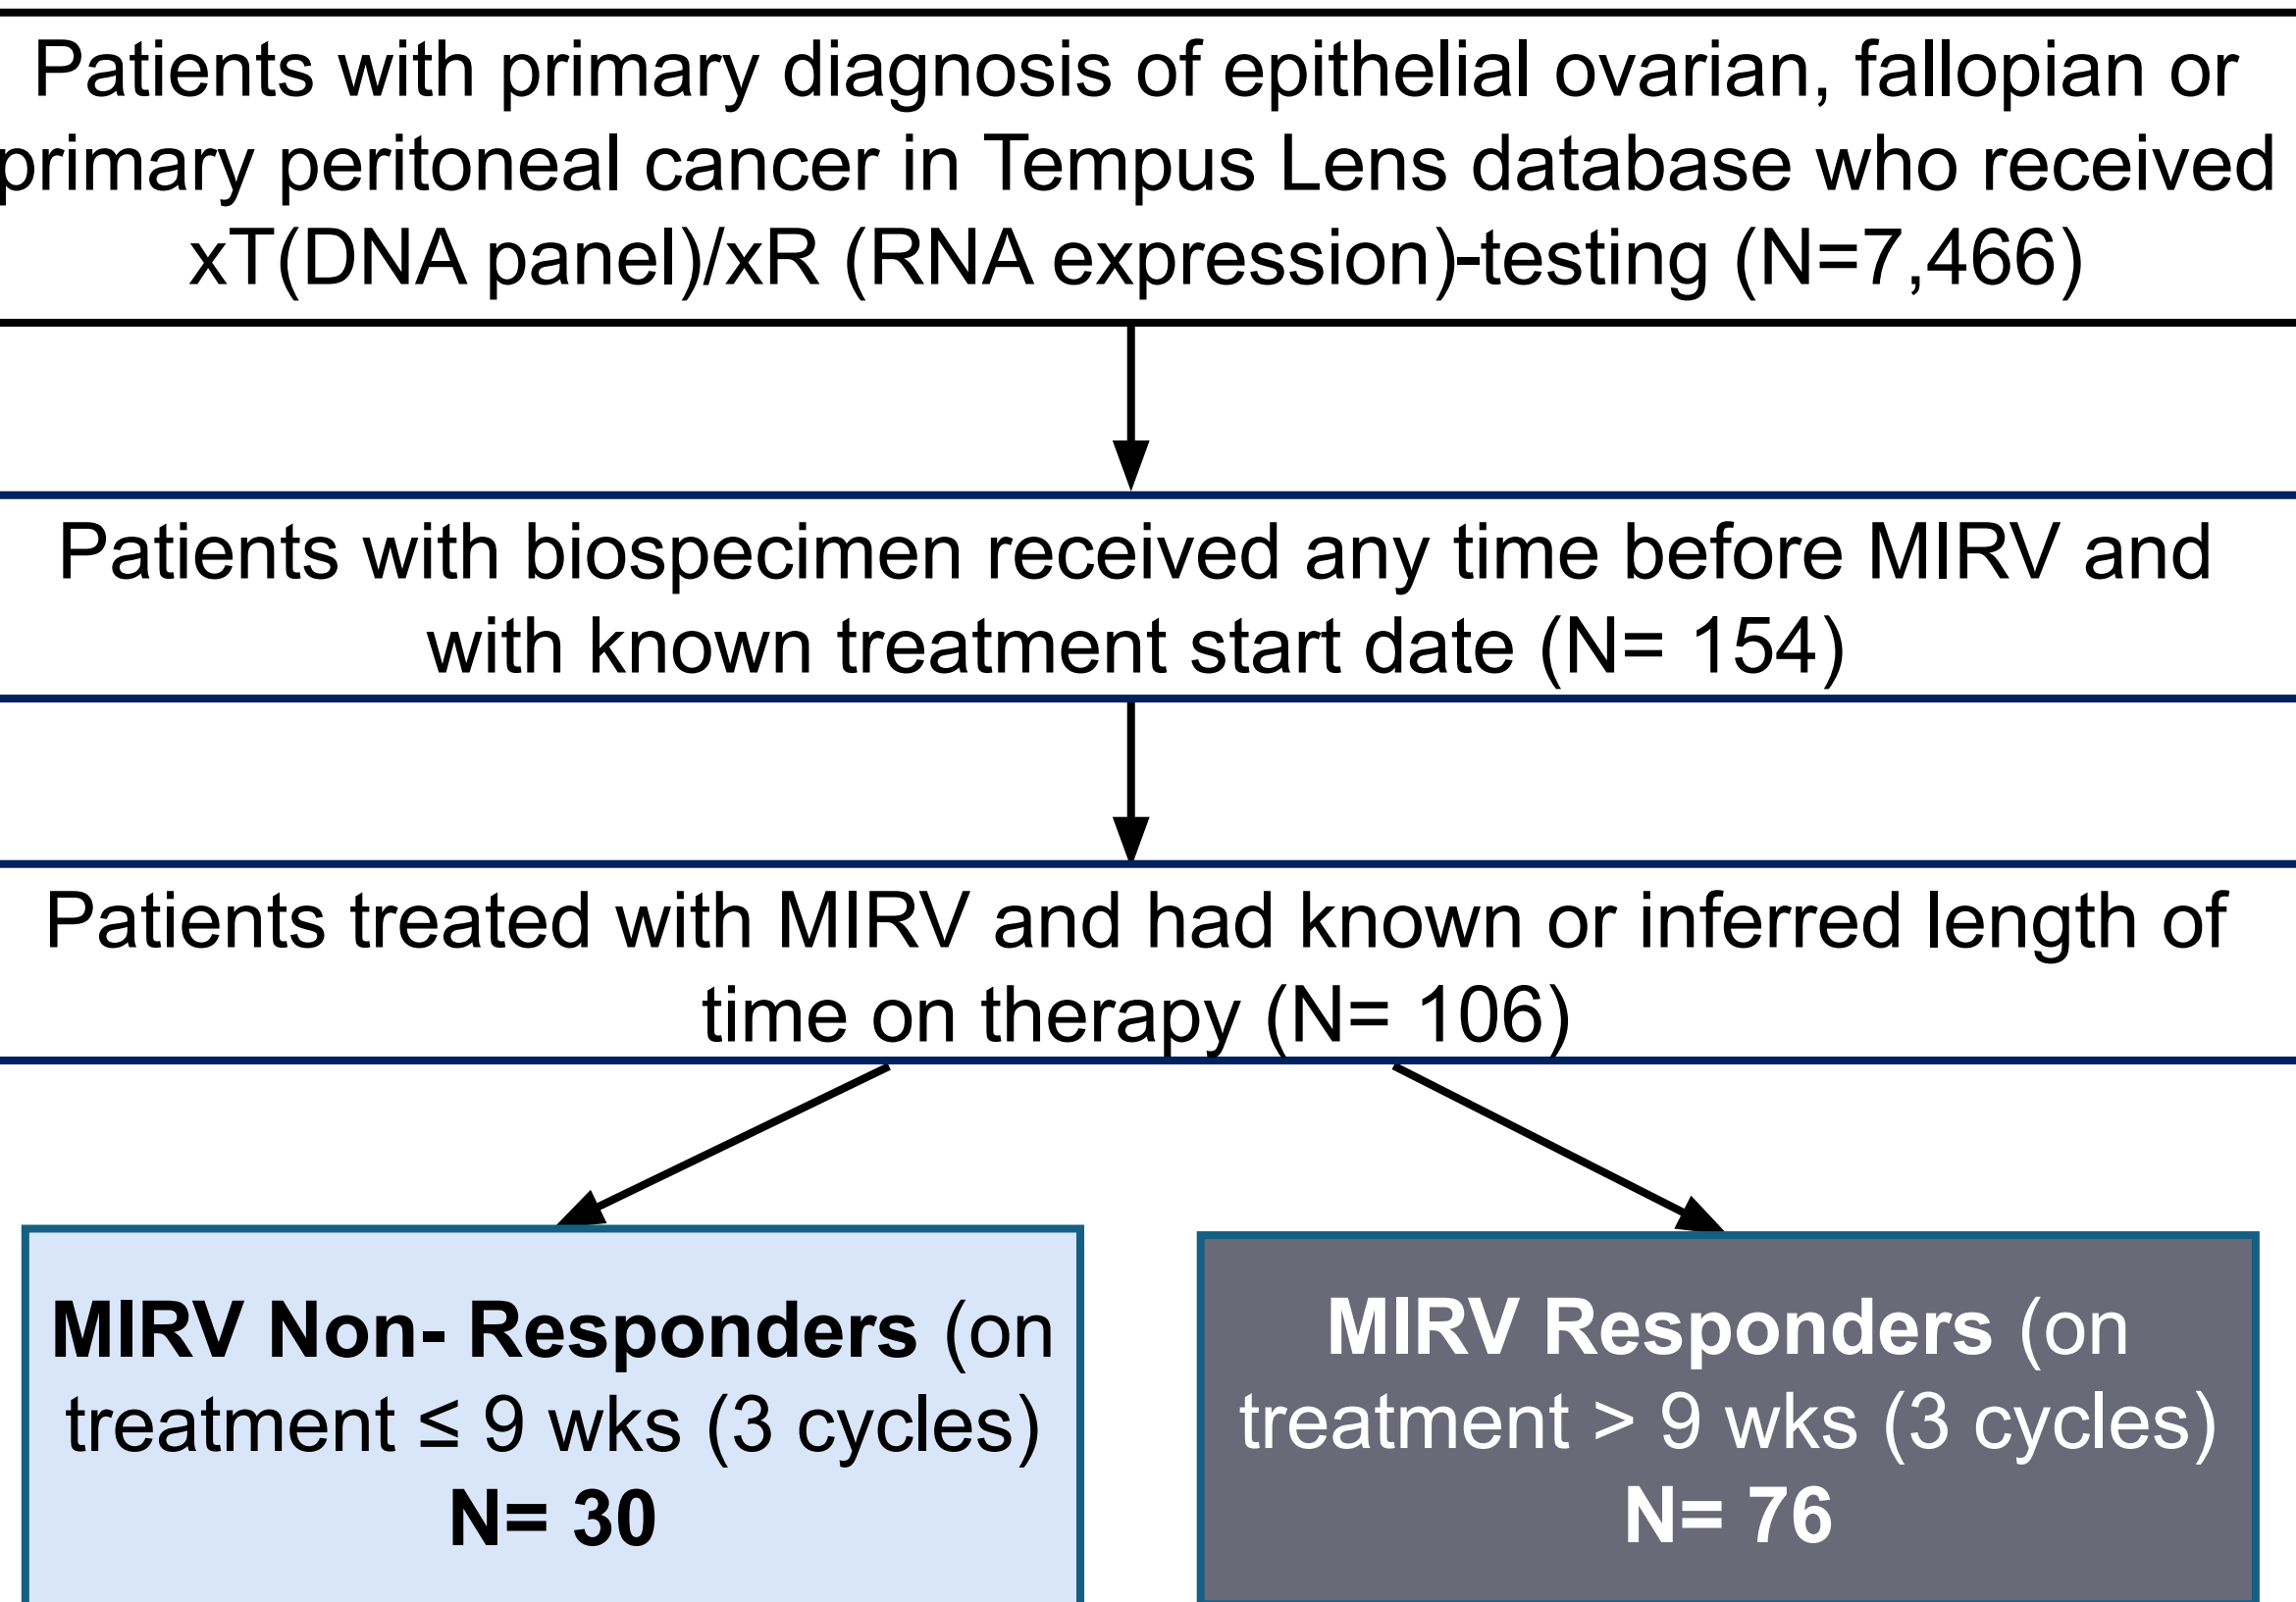 Patients with primary diagnosis of epithelial ovarian, fallopian or
primary peritoneal cancer in Tempus Lens database who received
xT(DNA panel)/xR (RNA expression)-testing (N=7,466)
Patients with biospecimen received any time before MIRV and
with known treatment start date (N= 154)
Patients treated with MIRV and had known or inferred length of
time on therapy (N= 106)
MIRV Non- Responders (on
treatment ≤ 9 wks (3 cycles)
N= 30
MIRV Responders (on
treatment > 9 wks (3 cycles)
N= 76